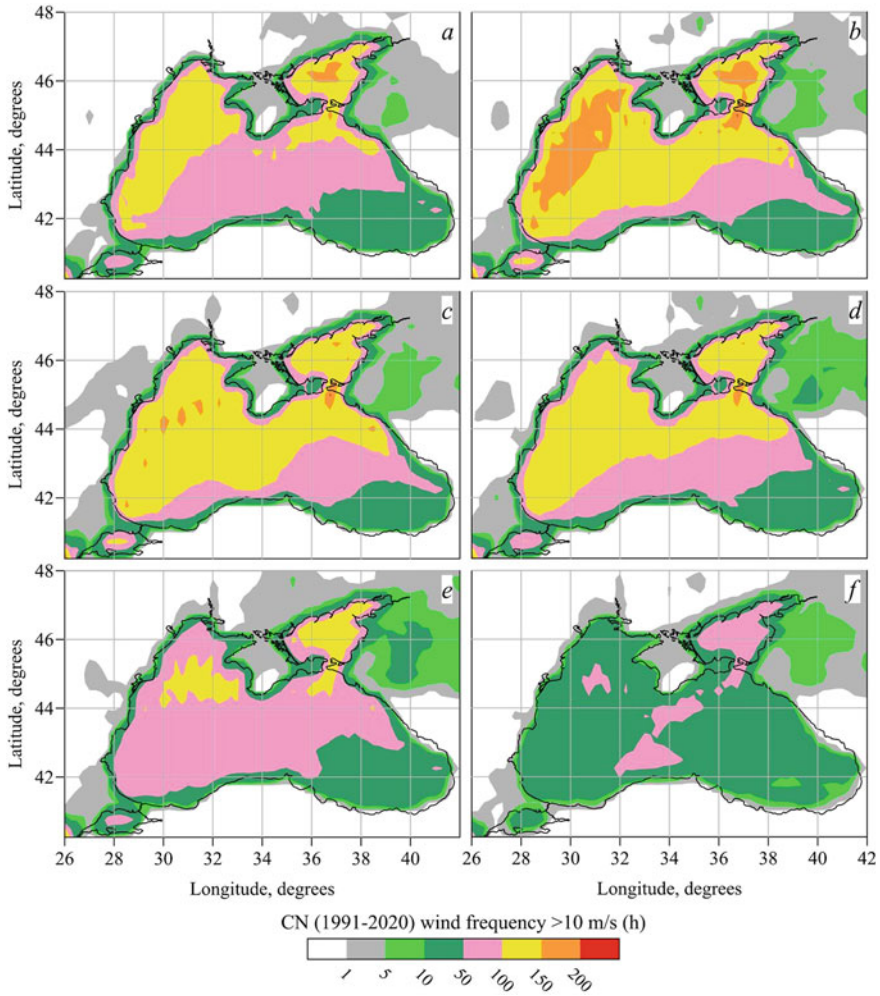 48
a
b
46
44
42
Latitude, degrees
48
c
d
46
44
42
Latitude, degrees
48
e
f
46
44
42
Latitude, degrees
26 28 30 32 34 36 38 40 26 28 30 32 34 36 38 40 42
Longitude, degrees Longitude, degrees
CN (1991-2020) wind frequency >10 m/s (h)
1 5 10 50 100 150 200